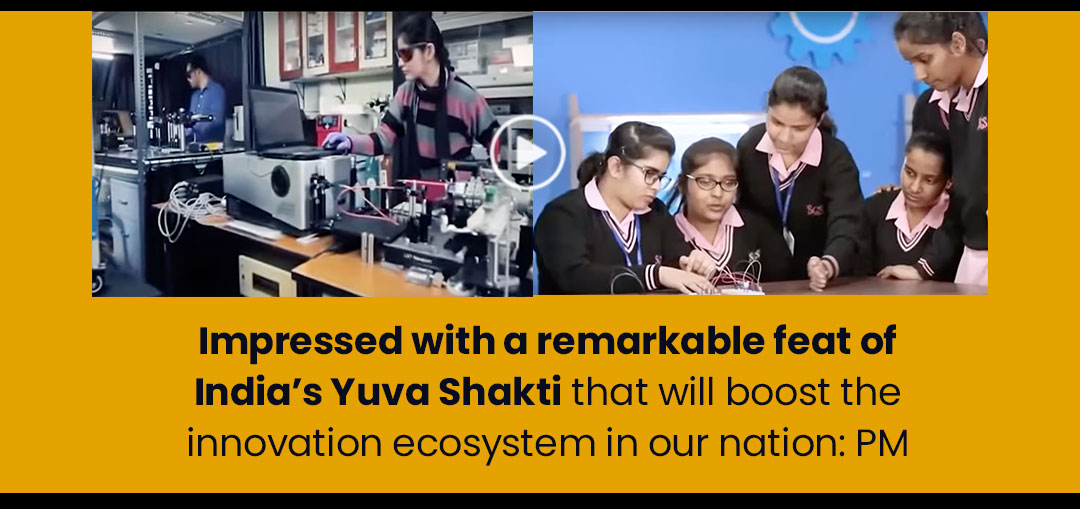 Impressed with a remarkable feat of
India’s Yuva Shakti that will boost the
innovation ecosystem in our nation: PM